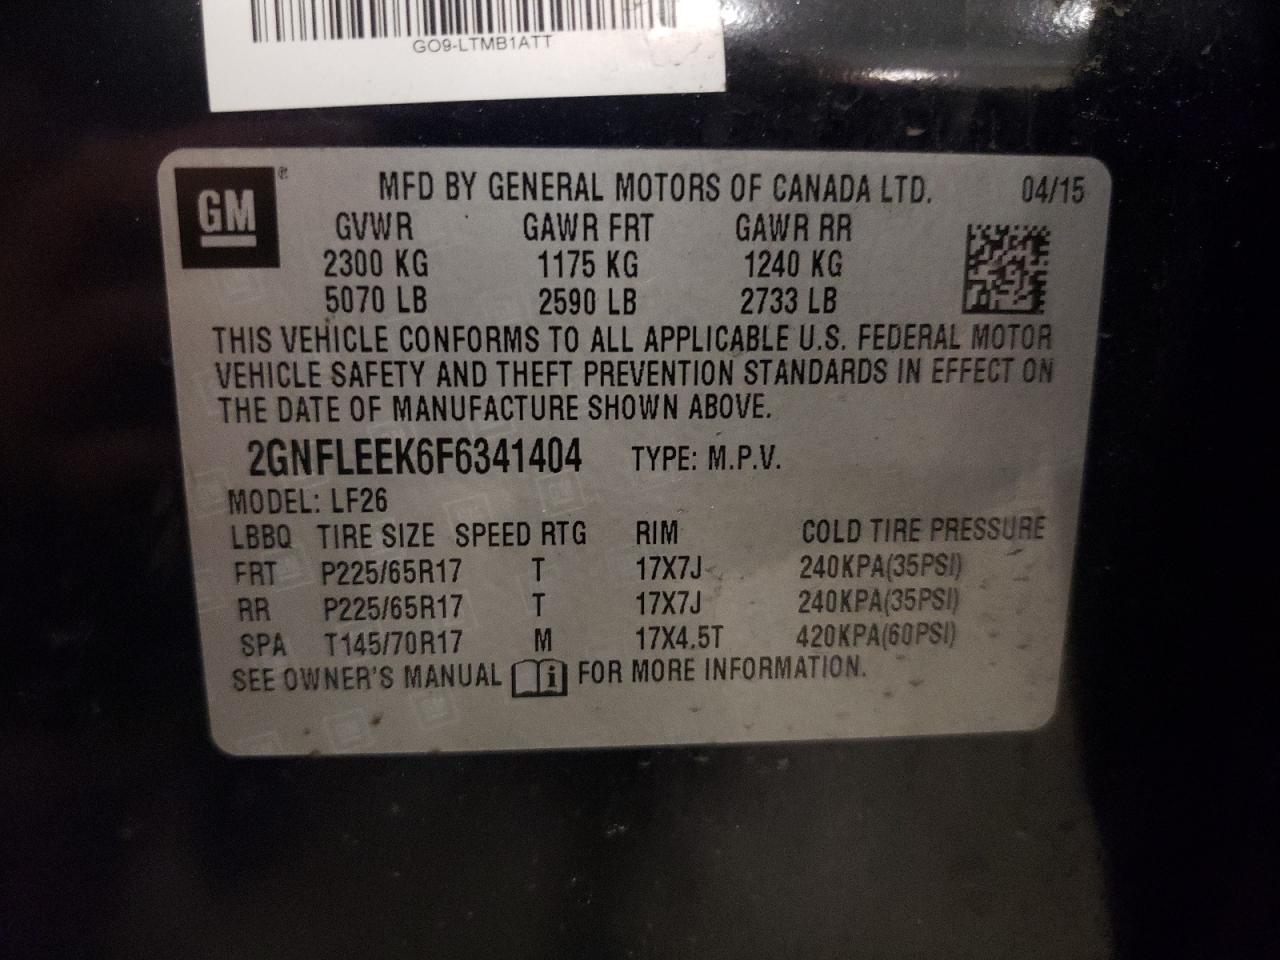 GO9-LTMB1ATT
GM ®
MFD BY GENERAL MOTORS OF CANADA LTD. 04/15
GVWR GAWR FRT GAWR RR
2300 KG 1175 KG 1240 KG
5070 LB 2590 LB 2733 LB
THIS VEHICLE CONFORMS TO ALL APPLICABLE U.S. FEDERAL MOTOR
VEHICLE SAFETY AND THEFT PREVENTION STANDARDS IN EFFECT ON
THE DATE OF MANUFACTURE SHOWN ABOVE.
2GNFLEEK6F6341404 TYPE: M.P.V.
MODEL: LF26
LBBQ TIRE SIZE SPEED RTG RIM COLD TIRE PRESSURE
FRT P225/65R17 T 17X7J 240KPA(35PSI)
RR P225/65R17 T 17X7J 240KPA(35PSI)
SPA T145/70R17 M 17X4.5T 420KPA(60PSI)
SEE OWNER'S MANUAL i FOR MORE INFORMATION.